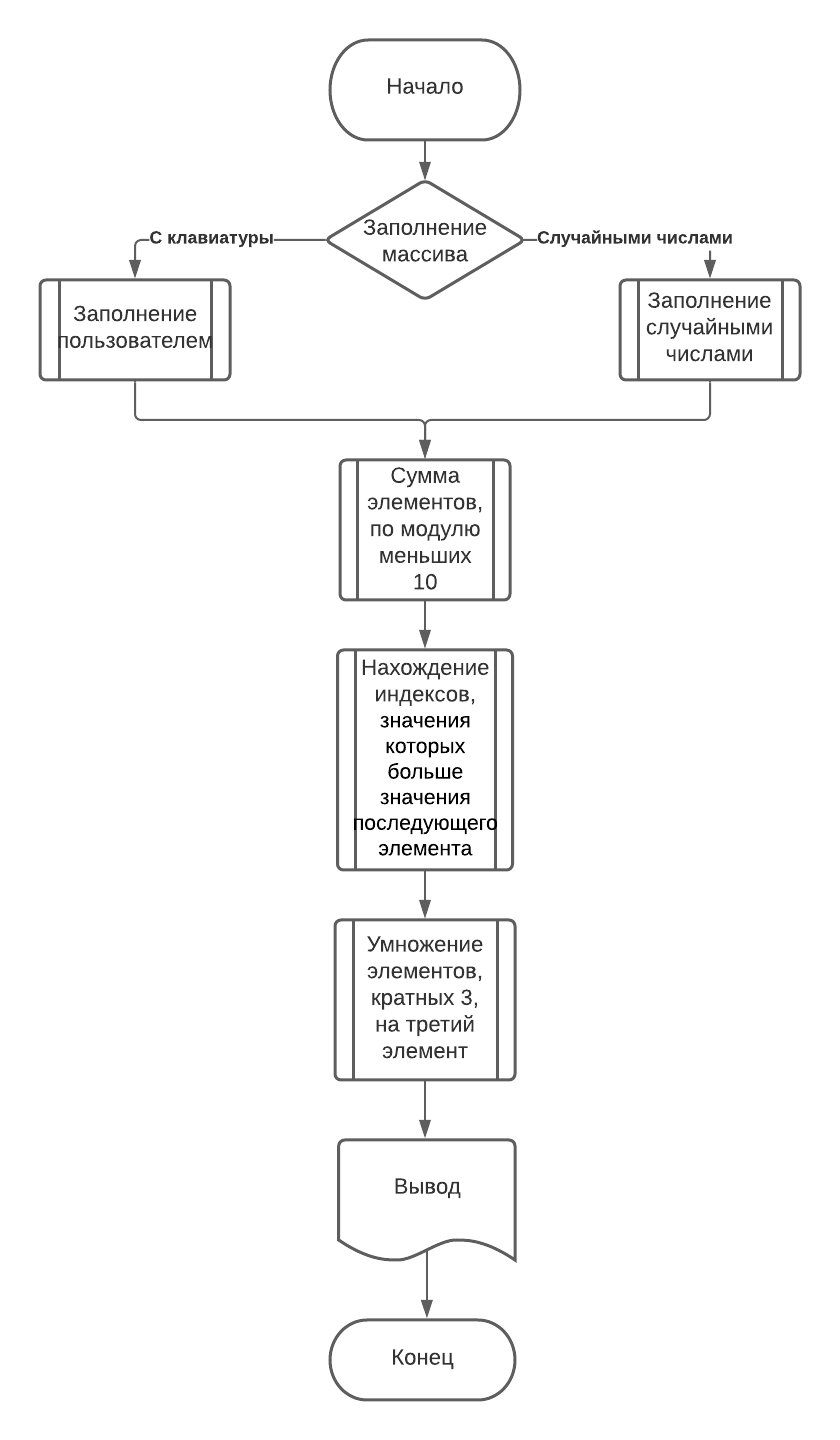 Начало
Заполнение
массива
С клавиатуры
Случайными числами
Заполнение
пользователем
Заполнение
случайными
числами
Сумма
элементов,
по модулю
меньших
10
Нахождение
индексов,
значения
которых
больше
значения
последующего
элемента
Умножение
элементов,
кратных 3,
на третий
элемент
Вывод
Конец